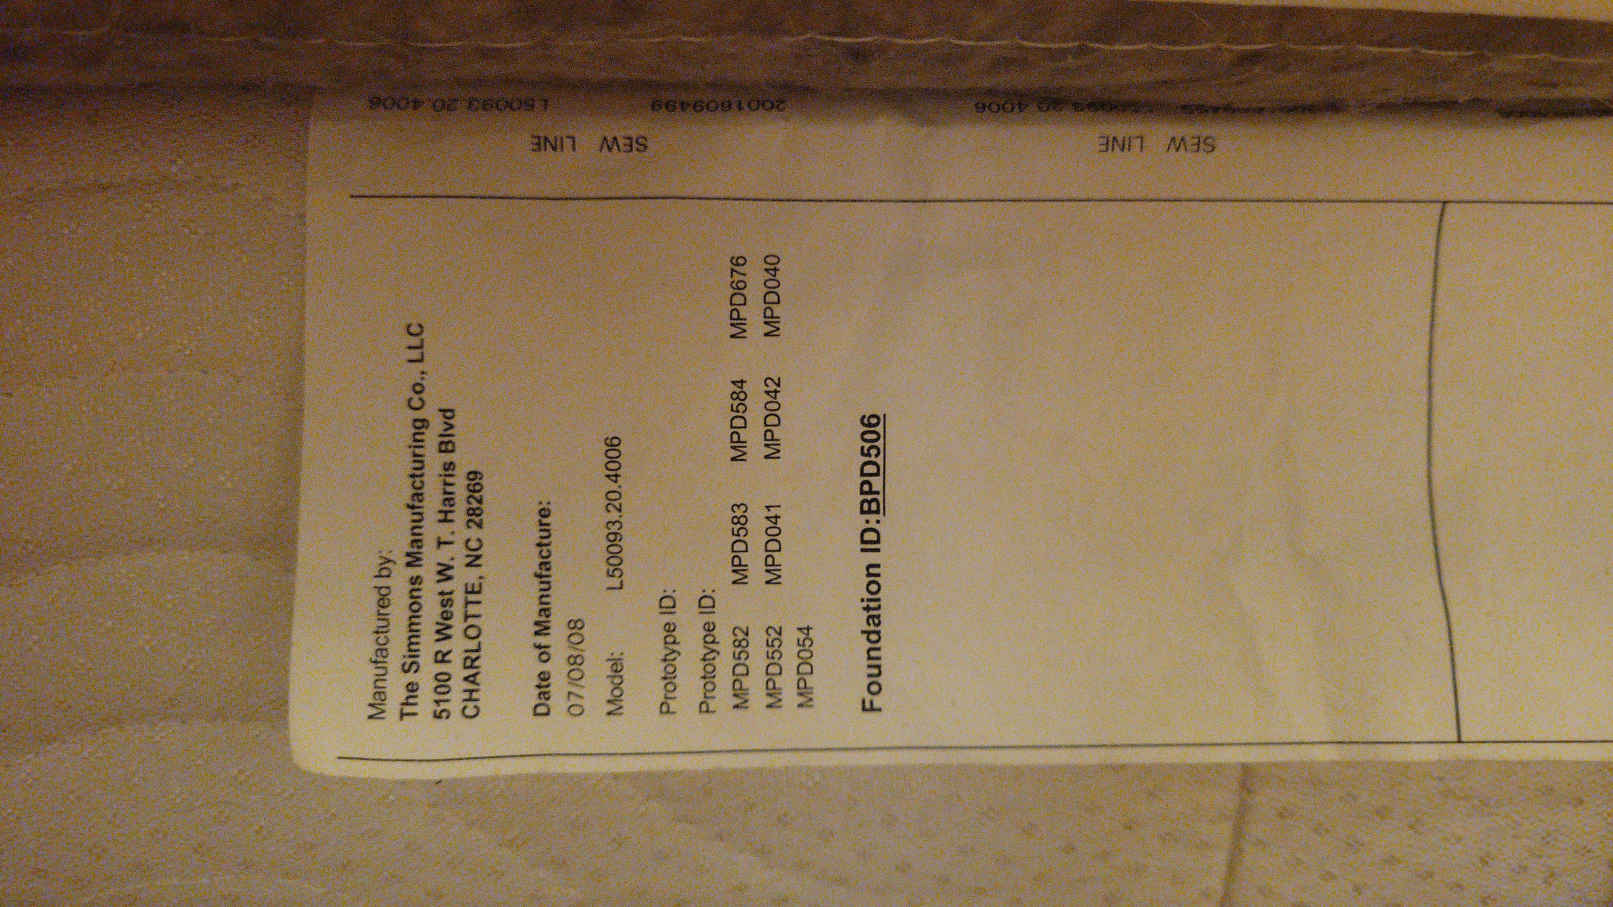 Manufactured by:
The Simmons Manufacturing Co., LLC
5100 R West W. T. Harris Blvd
CHARLOTTE, NC 28269
Date of Manufacture:
07/08/08
Model: L50093.20.4006
Prototype ID:
Prototype ID:
MPD582 MPD583 MPD584 MPD676
MPD552 MPD041 MPD042 MPD040
MPD054
Foundation ID:BPD506
SEW LINE
SEW LINE
2001609499 L50093.20.4006